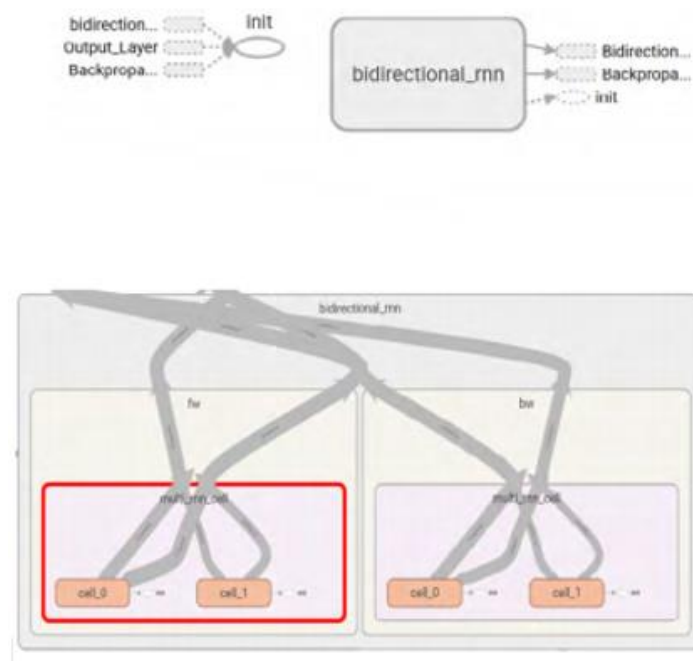 bidirection... init
Output_Layer
Backpropa...
bidirectional_rnn
Bidirection...
Backpropa...
init
bidirectional_rnn
fw bw
multi_rnn_cell multi_rnn_cell
cell_0 cell_1 cell_0 cell_1